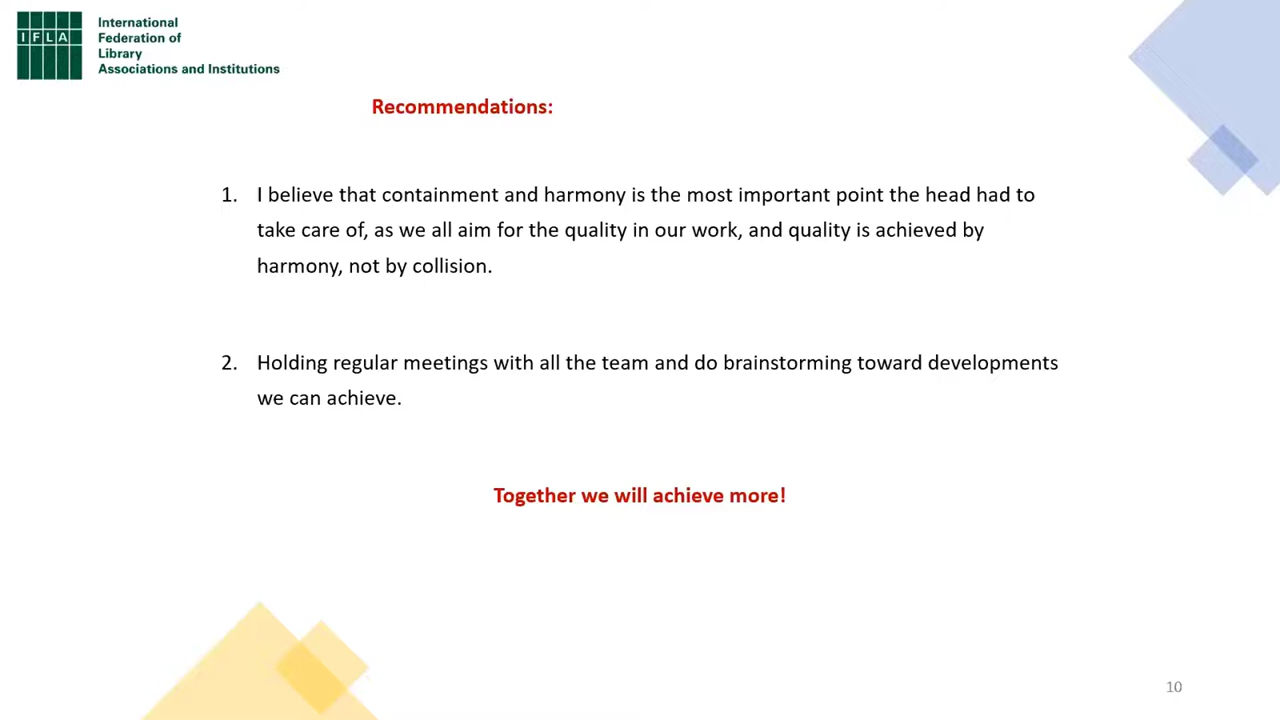 IFLA
International
Federation of
Library
Associations and Institutions
Recommendations:
1. I believe that containment and harmony is the most important point the head had to
take care of, as we all aim for the quality in our work, and quality is achieved by
harmony, not by collision.
2. Holding regular meetings with all the team and do brainstorming toward developments
we can achieve.
Together we will achieve more!
10